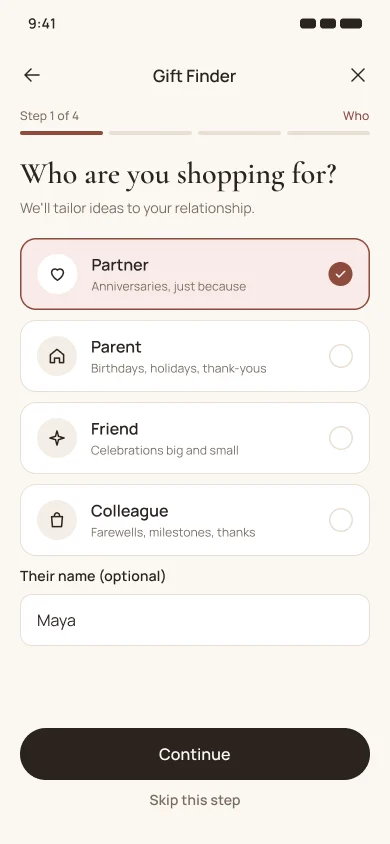 9:41
Gift Finder
Step 1 of 4
Who
Who are you shopping for?
We'll tailor ideas to your relationship.
Partner
Anniversaries, just because
Parent
Birthdays, holidays, thank-yous
Friend
Celebrations big and small
Colleague
Farewells, milestones, thanks
Their name (optional)
Maya
Continue
Skip this step